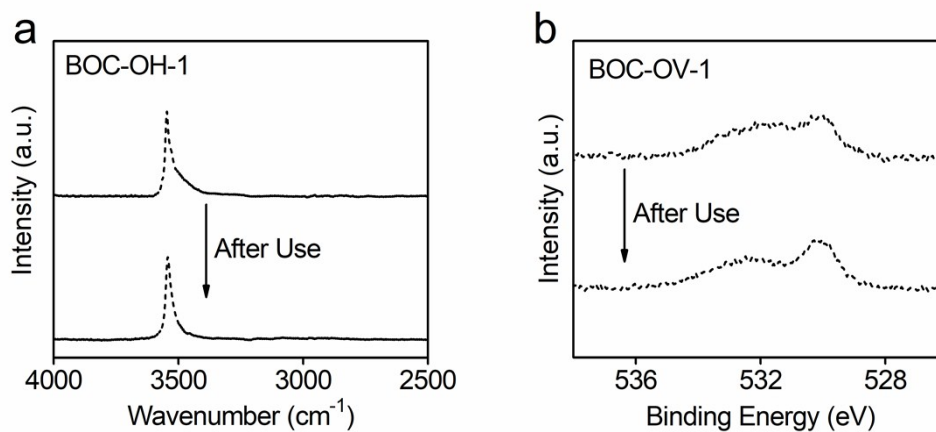 a
BOC-OH-1
Intensity (a.u.)
After Use
4000 3500 3000 2500
Wavenumber (cm⁻¹)
b
BOC-OV-1
Intensity (a.u.)
After Use
536 532 528
Binding Energy (eV)